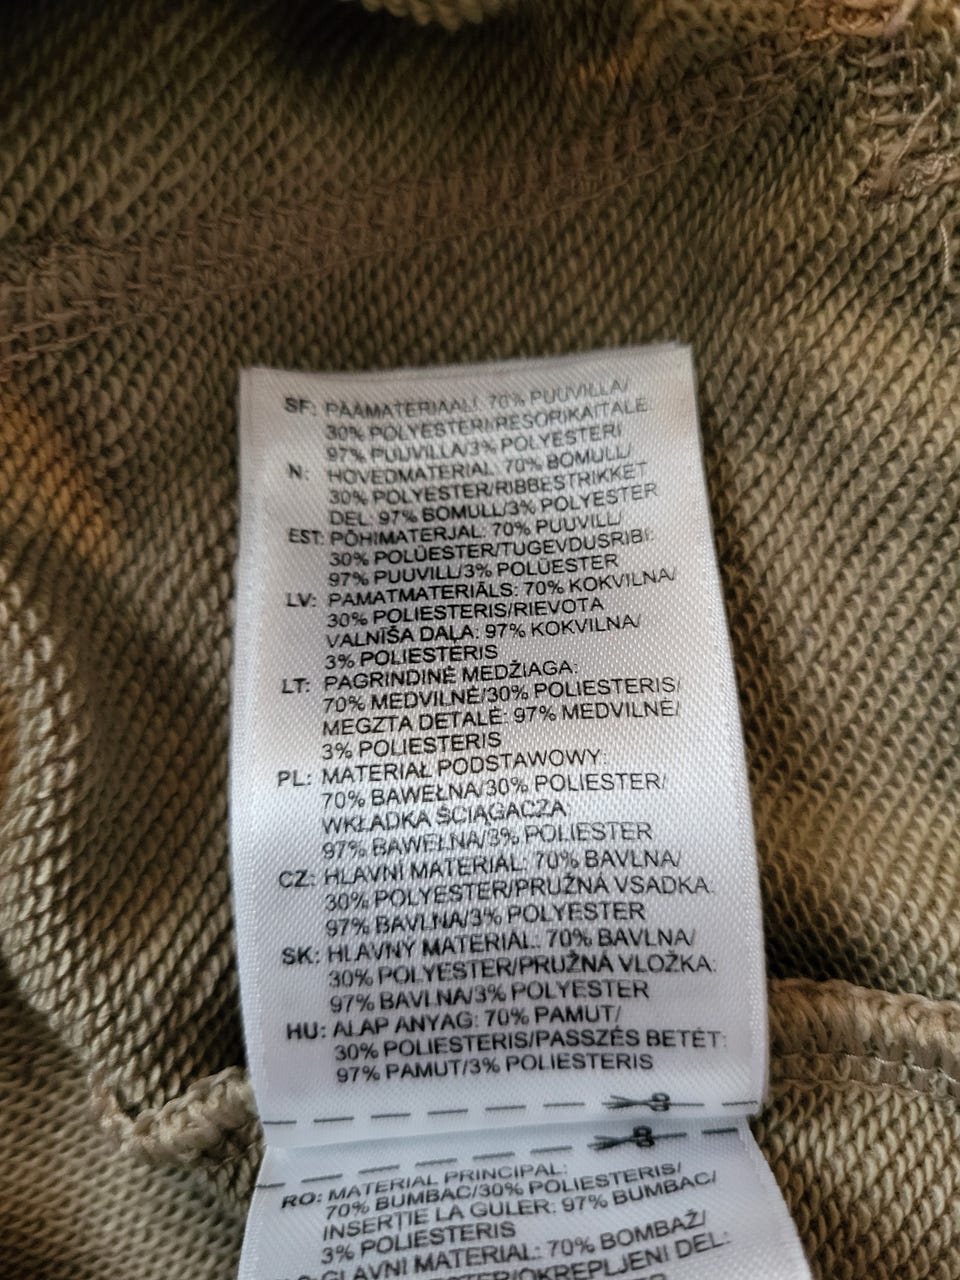 SF: PÄÄMATERIAALI: 70% PUUVILLA/
30% POLYESTERI/RESORIKAITALE:
97% PUUVILLA/3% POLYESTERI
N: HOVEDMATERIAL: 70% BOMULL/
30% POLYESTER/RIBBESTRIKKET
DEL: 97% BOMULL/3% POLYESTER
EST: PÕHIMATERJAL: 70% PUUVILL/
30% POLÜESTER/TUGEVDUSRIBI:
97% PUUVILL/3% POLÜESTER
LV: PAMATMATERIĀLS: 70% KOKVILNA/
30% POLIESTERIS/RIEVOTA
VALNĪŠA DAĻA: 97% KOKVILNA/
3% POLIESTERIS
LT: PAGRINDINĖ MEDŽIAGA:
70% MEDVILNĖ/30% POLIESTERIS/
MEGZTA DETALĖ: 97% MEDVILNĖ/
3% POLIESTERIS
PL: MATERIAŁ PODSTAWOWY:
70% BAWEŁNA/30% POLIESTER/
WKŁADKA ŚCIĄGACZA
97% BAWEŁNA/3% POLIESTER
CZ: HLAVNÍ MATERIÁL: 70% BAVLNA/
30% POLYESTER/PRUŽNÁ VSADKA:
97% BAVLNA/3% POLYESTER
SK: HLAVNÝ MATERIÁL: 70% BAVLNA/
30% POLYESTER/PRUŽNÁ VLOŽKA:
97% BAVLNA/3% POLYESTER
HU: ALAP ANYAG: 70% PAMUT/
30% POLIESTERIS/PASSZÉS BETÉT:
97% PAMUT/3% POLIESTERIS
RO: MATERIAL PRINCIPAL:
70% BUMBAC/30% POLIESTERIS/
INSERȚIE LA GULER: 97% BUMBAC/
3% POLIESTERIS
GLAVNI MATERIAL: 70% BOMBAŽ/
OKREPLJENI DEL: